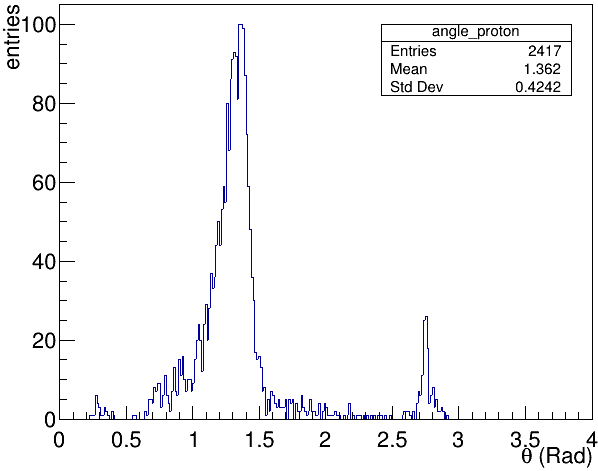 entries
angle_proton
Entries 2417
Mean 1.362
Std Dev 0.4242
100
80
60
40
20
0
0 0.5 1 1.5 2 2.5 3 3.5 4
θ (Rad)